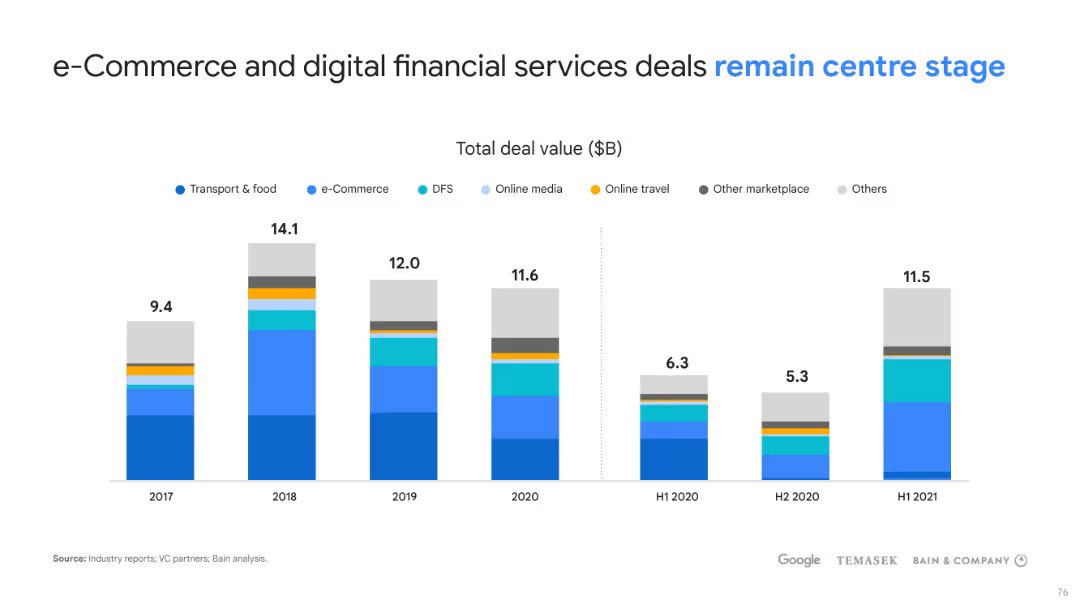 e-Commerce and digital financial services deals remain centre stage
Total deal value ($B)
Transport & food e-Commerce DFS Online media Online travel Other marketplace Others
9.4 14.1 12.0 11.6 6.3 5.3 11.5
2017 2018 2019 2020 H1 2020 H2 2020 H1 2021
Source: Industry reports; VC partners; Bain analysis.
Google TEMASEK BAIN & COMPANY
76